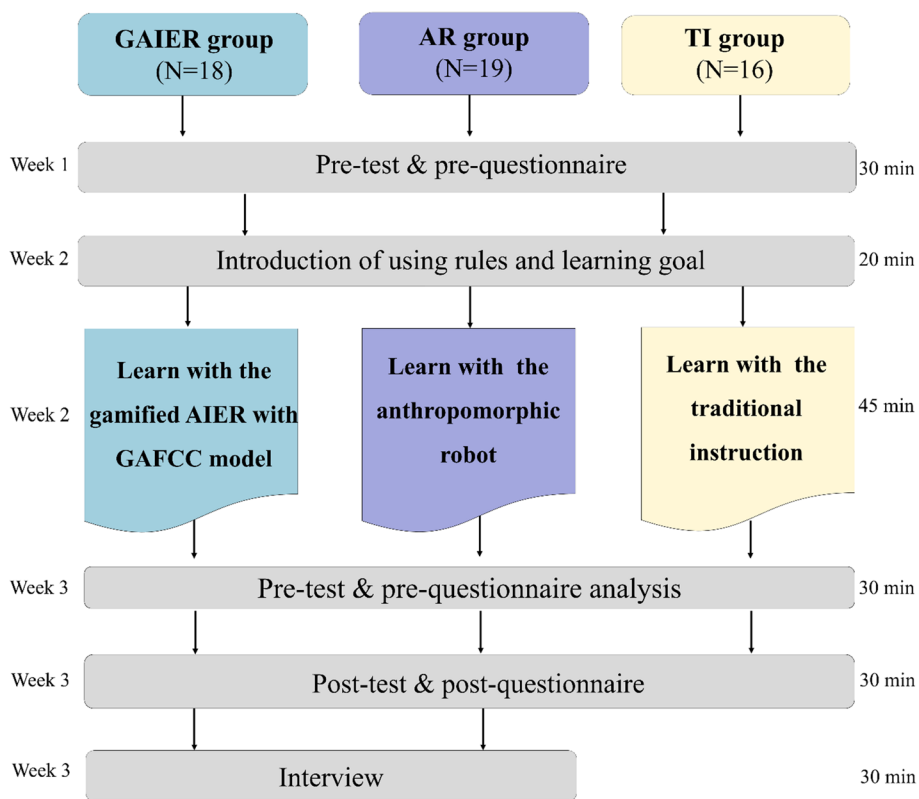 GAIER group
(N=18)
AR group
(N=19)
TI group
(N=16)
Week 1
Pre-test & pre-questionnaire
30 min
Week 2
Introduction of using rules and learning goal
20 min
Week 2
Learn with the
gamified AIER with
GAFCC model
Learn with the
anthropomorphic
robot
Learn with the
traditional
instruction
45 min
Week 3
Pre-test & pre-questionnaire analysis
30 min
Week 3
Post-test & post-questionnaire
30 min
Week 3
Interview
30 min